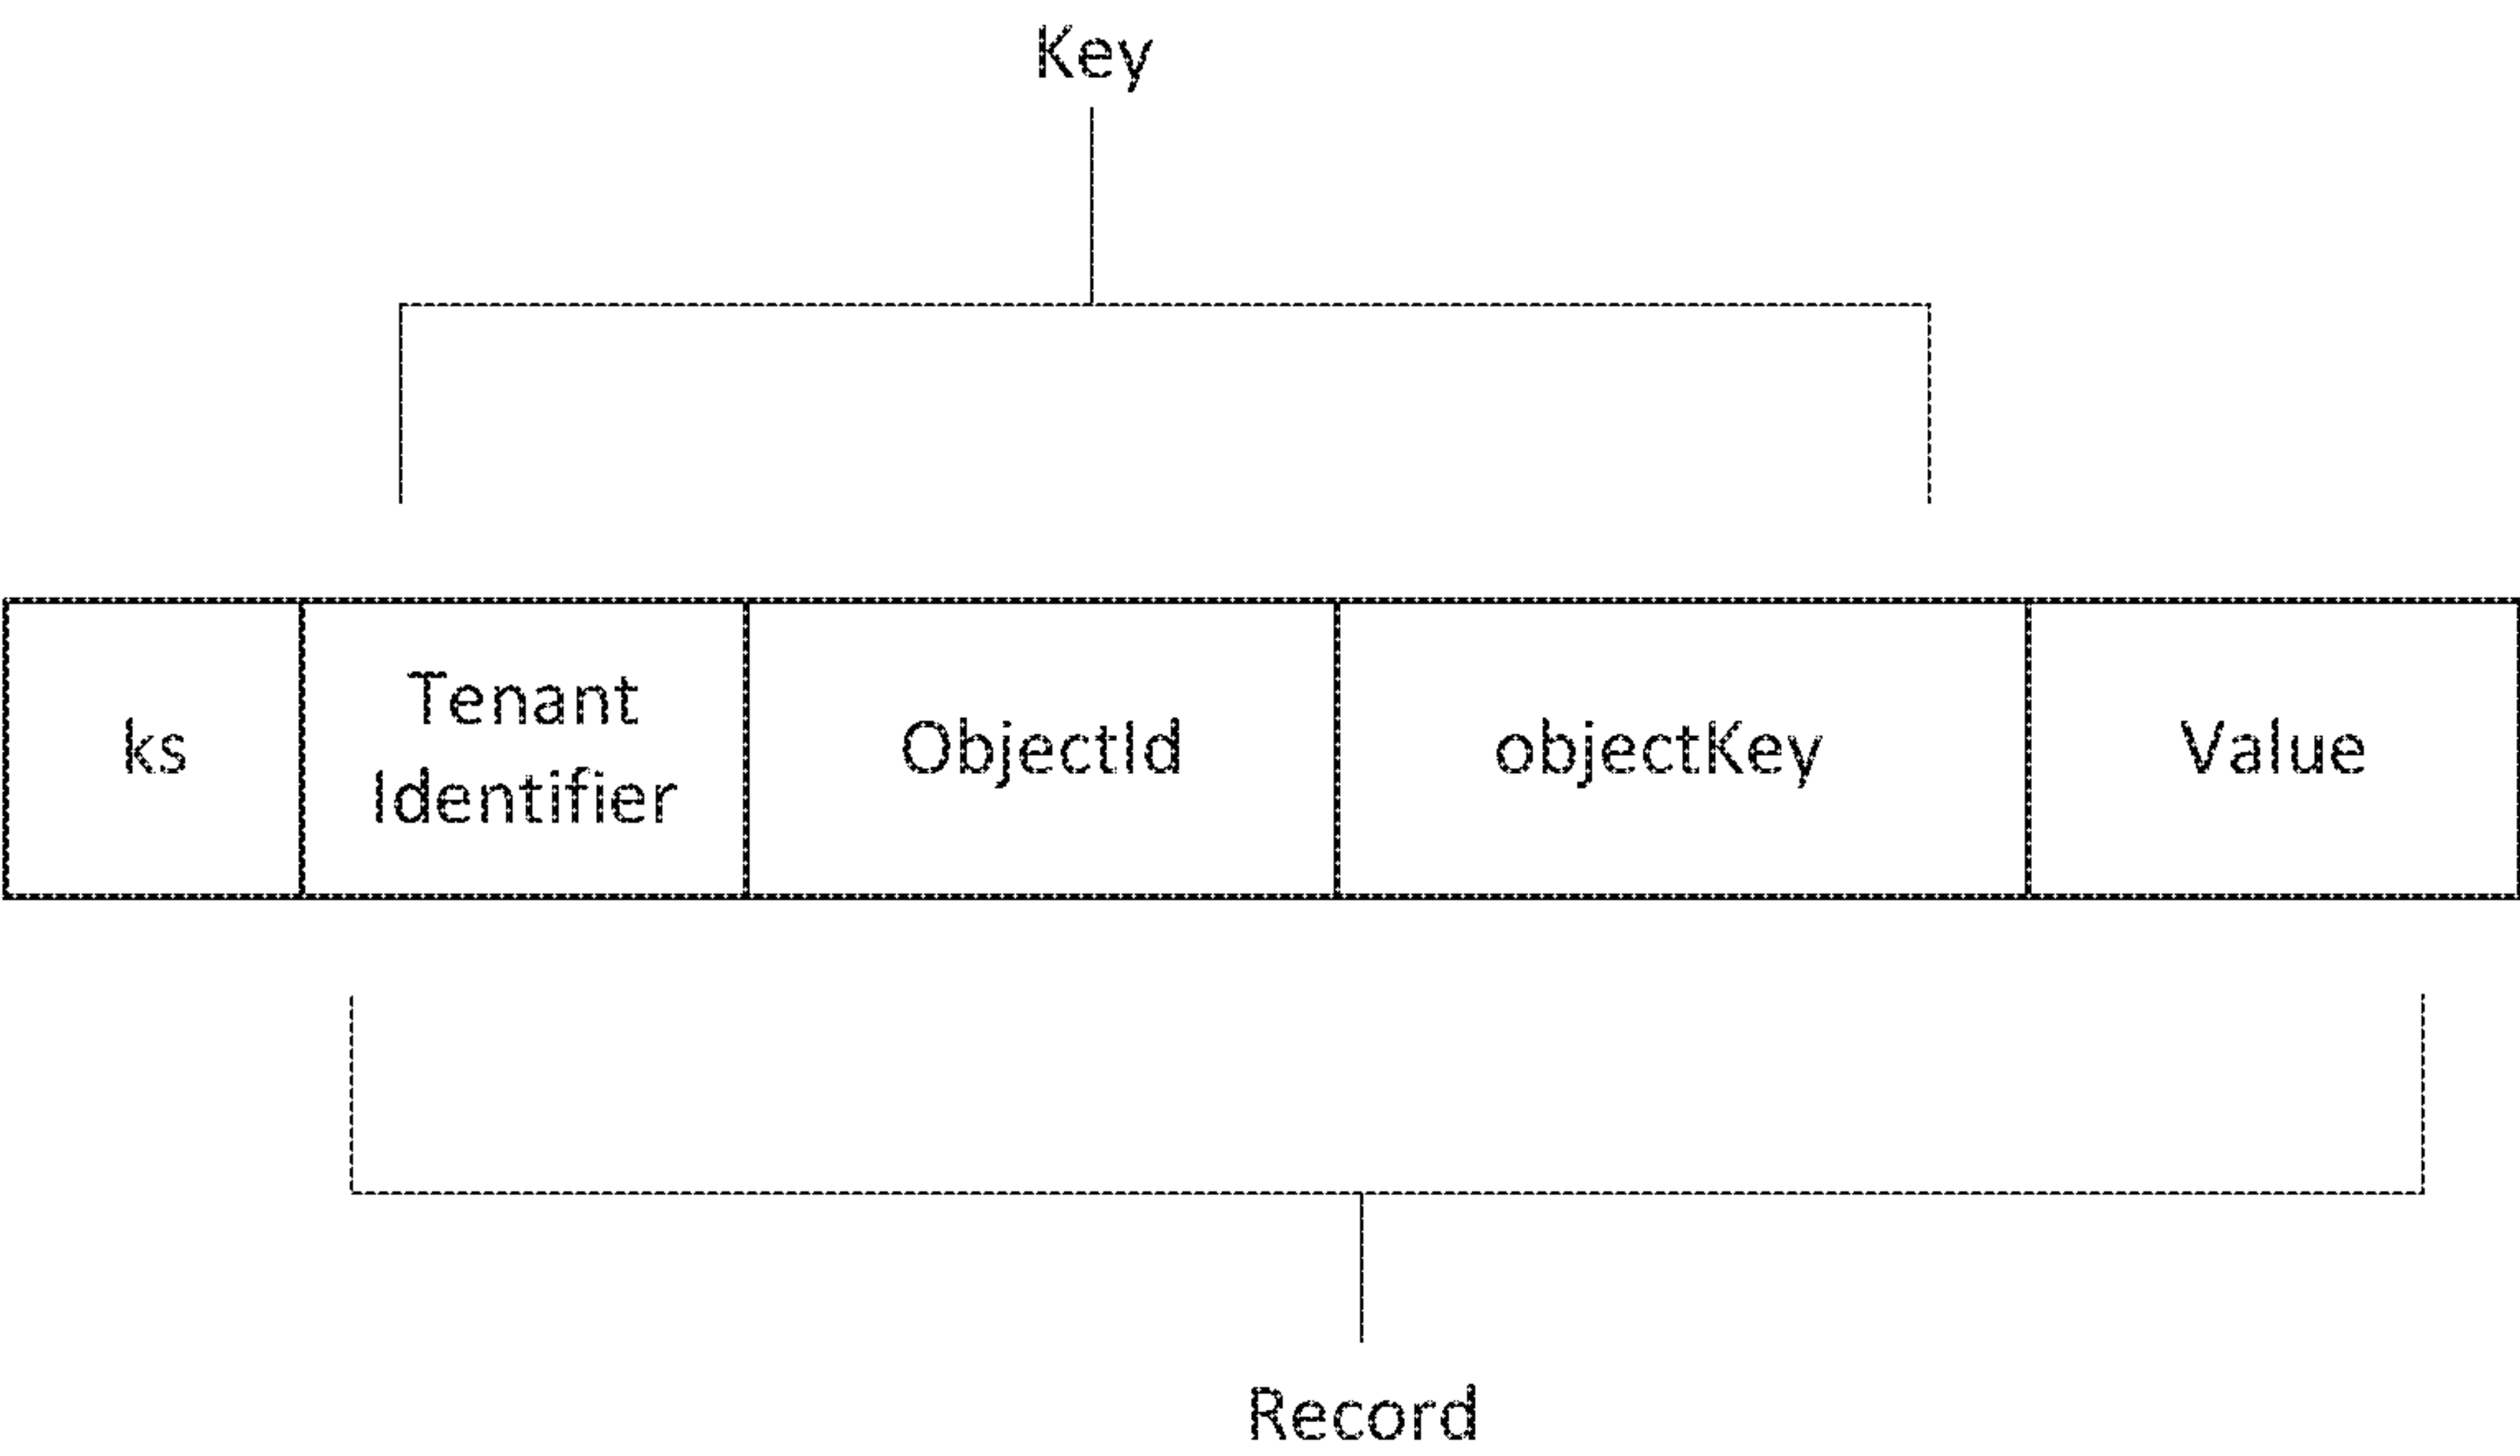 Key
ks
Tenant
Identifier
ObjectId
objectKey
Value
Record